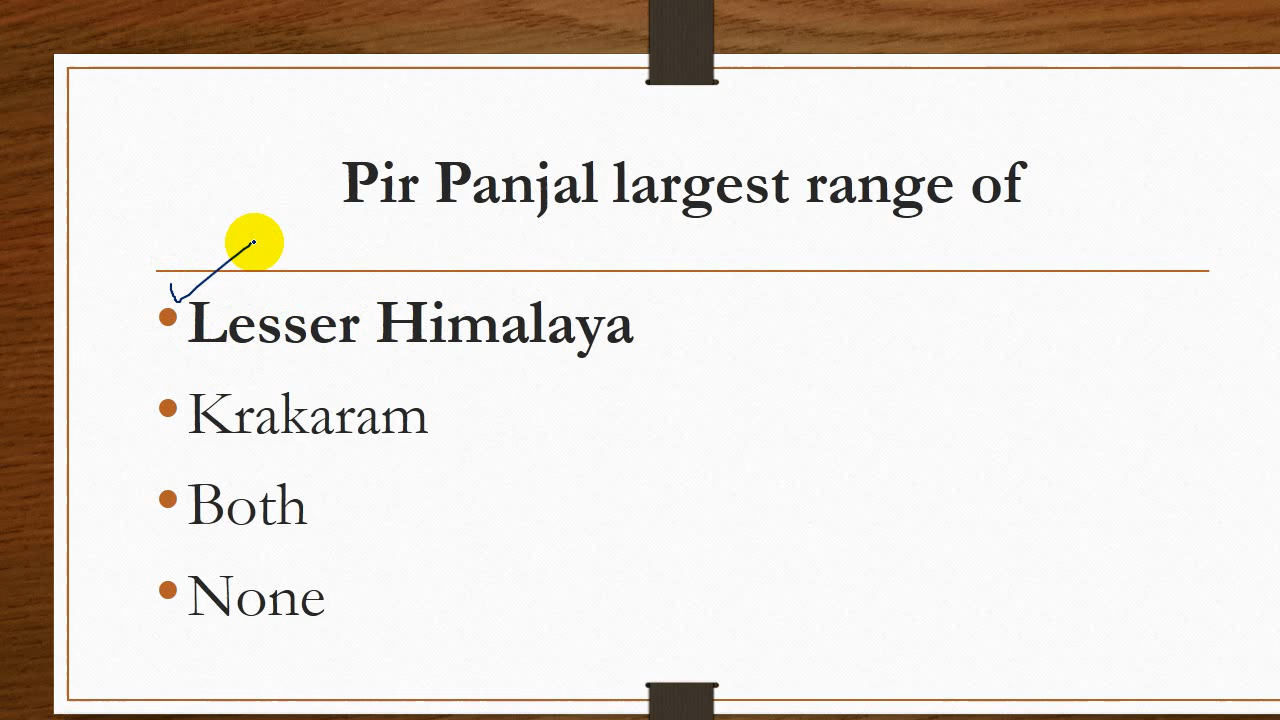 Pir Panjal largest range of
Lesser Himalaya
Krakaram
Both
None